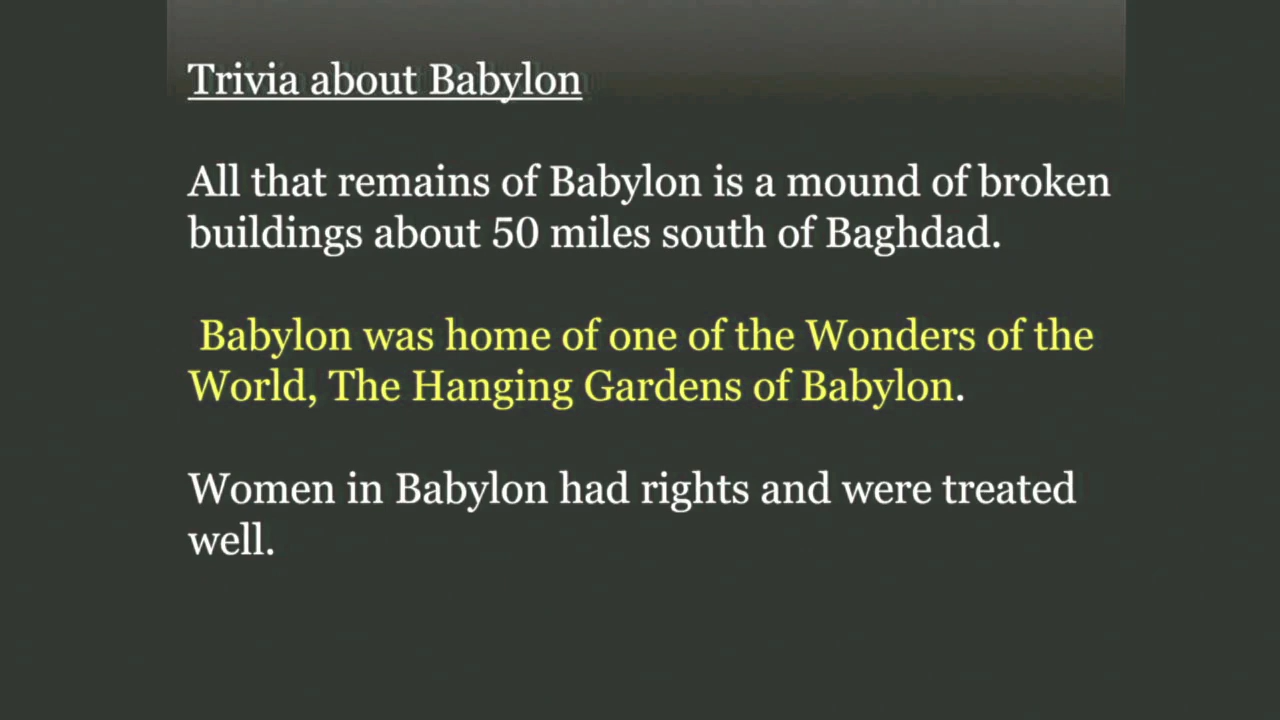 Trivia about Babylon
All that remains of Babylon is a mound of broken
buildings about 50 miles south of Baghdad.
Babylon was home of one of the Wonders of the
World, The Hanging Gardens of Babylon.
Women in Babylon had rights and were treated
well.